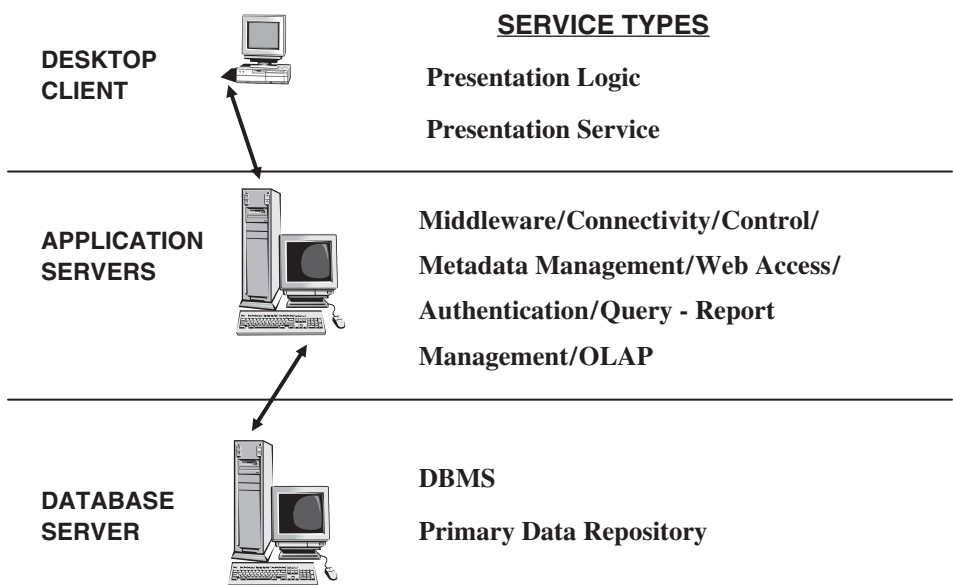 SERVICE TYPES
DESKTOP
CLIENT
Presentation Logic
Presentation Service
APPLICATION
SERVERS
Middleware/Connectivity/Control/
Metadata Management/Web Access/
Authentication/Query - Report
Management/OLAP
DATABASE
SERVER
DBMS
Primary Data Repository